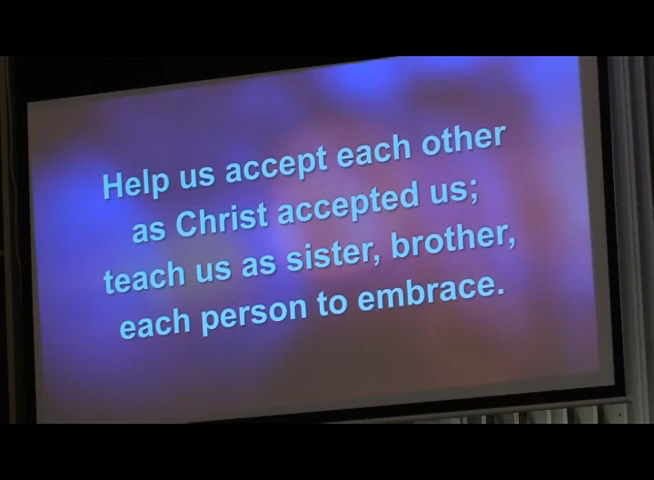 Help us accept each other
as Christ accepted us;
teach us as sister, brother,
each person to embrace.